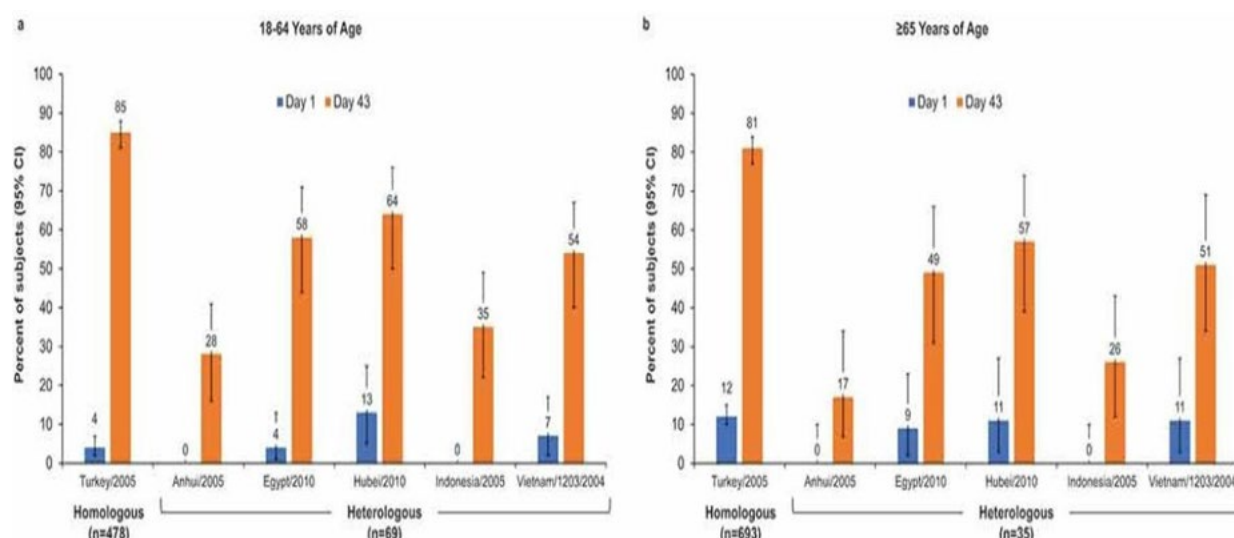 a
18-64 Years of Age
Percent of subjects (95% CI)
100
90
80
70
60
50
40
30
20
10
0
Day 1 Day 43
4 85
0 28
4 58
13 64
0 35
7 54
Turkey/2005 Anhui/2005 Egypt/2010 Hubei/2010 Indonesia/2005 Vietnam/1203/2004
Homologous Heterologous
(n=478) (n=69)
b
≥65 Years of Age
Percent of subjects (95% CI)
100
90
80
70
60
50
40
30
20
10
0
Day 1 Day 43
12 81
0 17
9 49
11 57
0 26
11 51
Turkey/2005 Anhui/2005 Egypt/2010 Hubei/2010 Indonesia/2005 Vietnam/1203/2004
Homologous Heterologous
(n=693) (n=35)